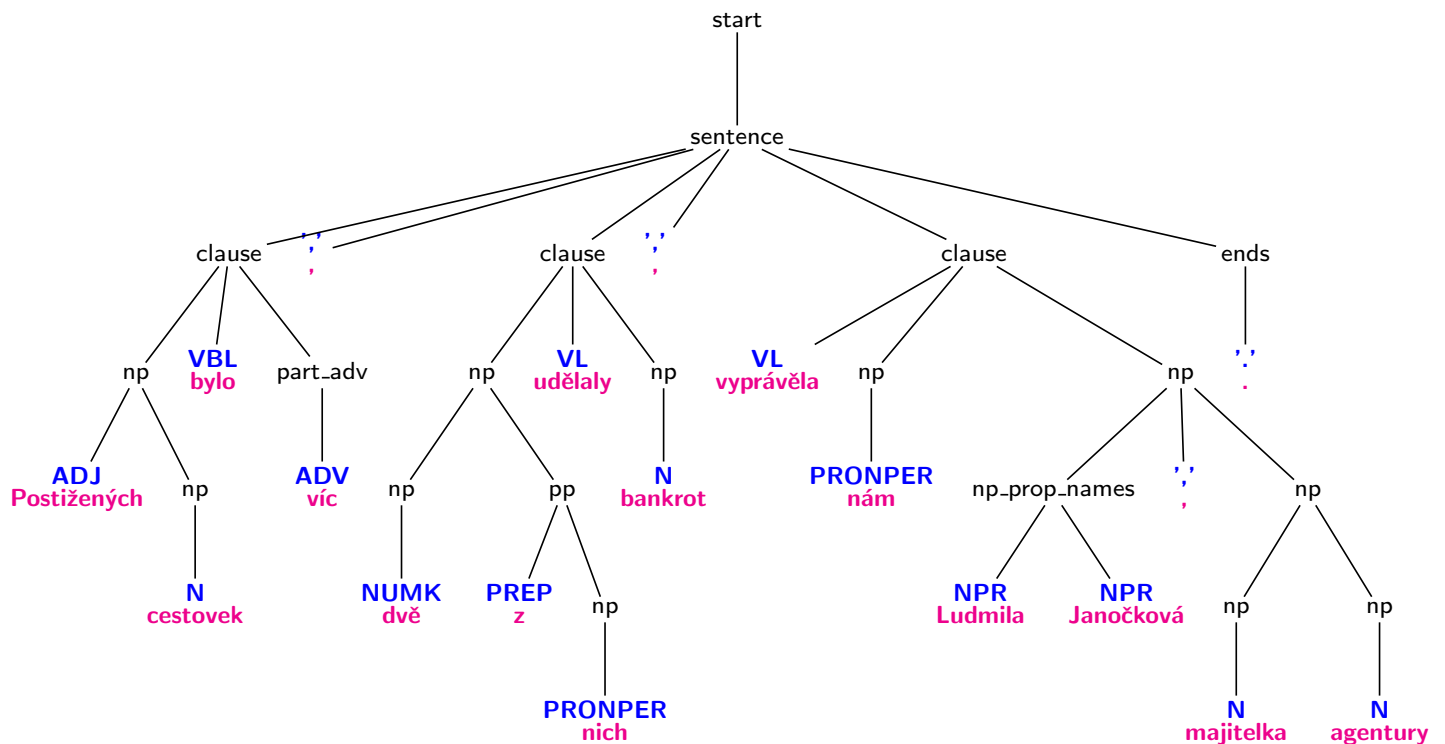 start
sentence
clause ',' clause ',' clause ends
,
,
np VBL part_adv np VL np VL np np '.'
bylo udělaly vyprávěla .
ADJ np ADV np pp N PRONPER np_prop_names ',' np
Postižených víc bankrot nám ,
N NUMK PREP np NPR NPR np np
cestovek dvě z Ludmila Janočková
PRONPER N N
nich majitelka agentury